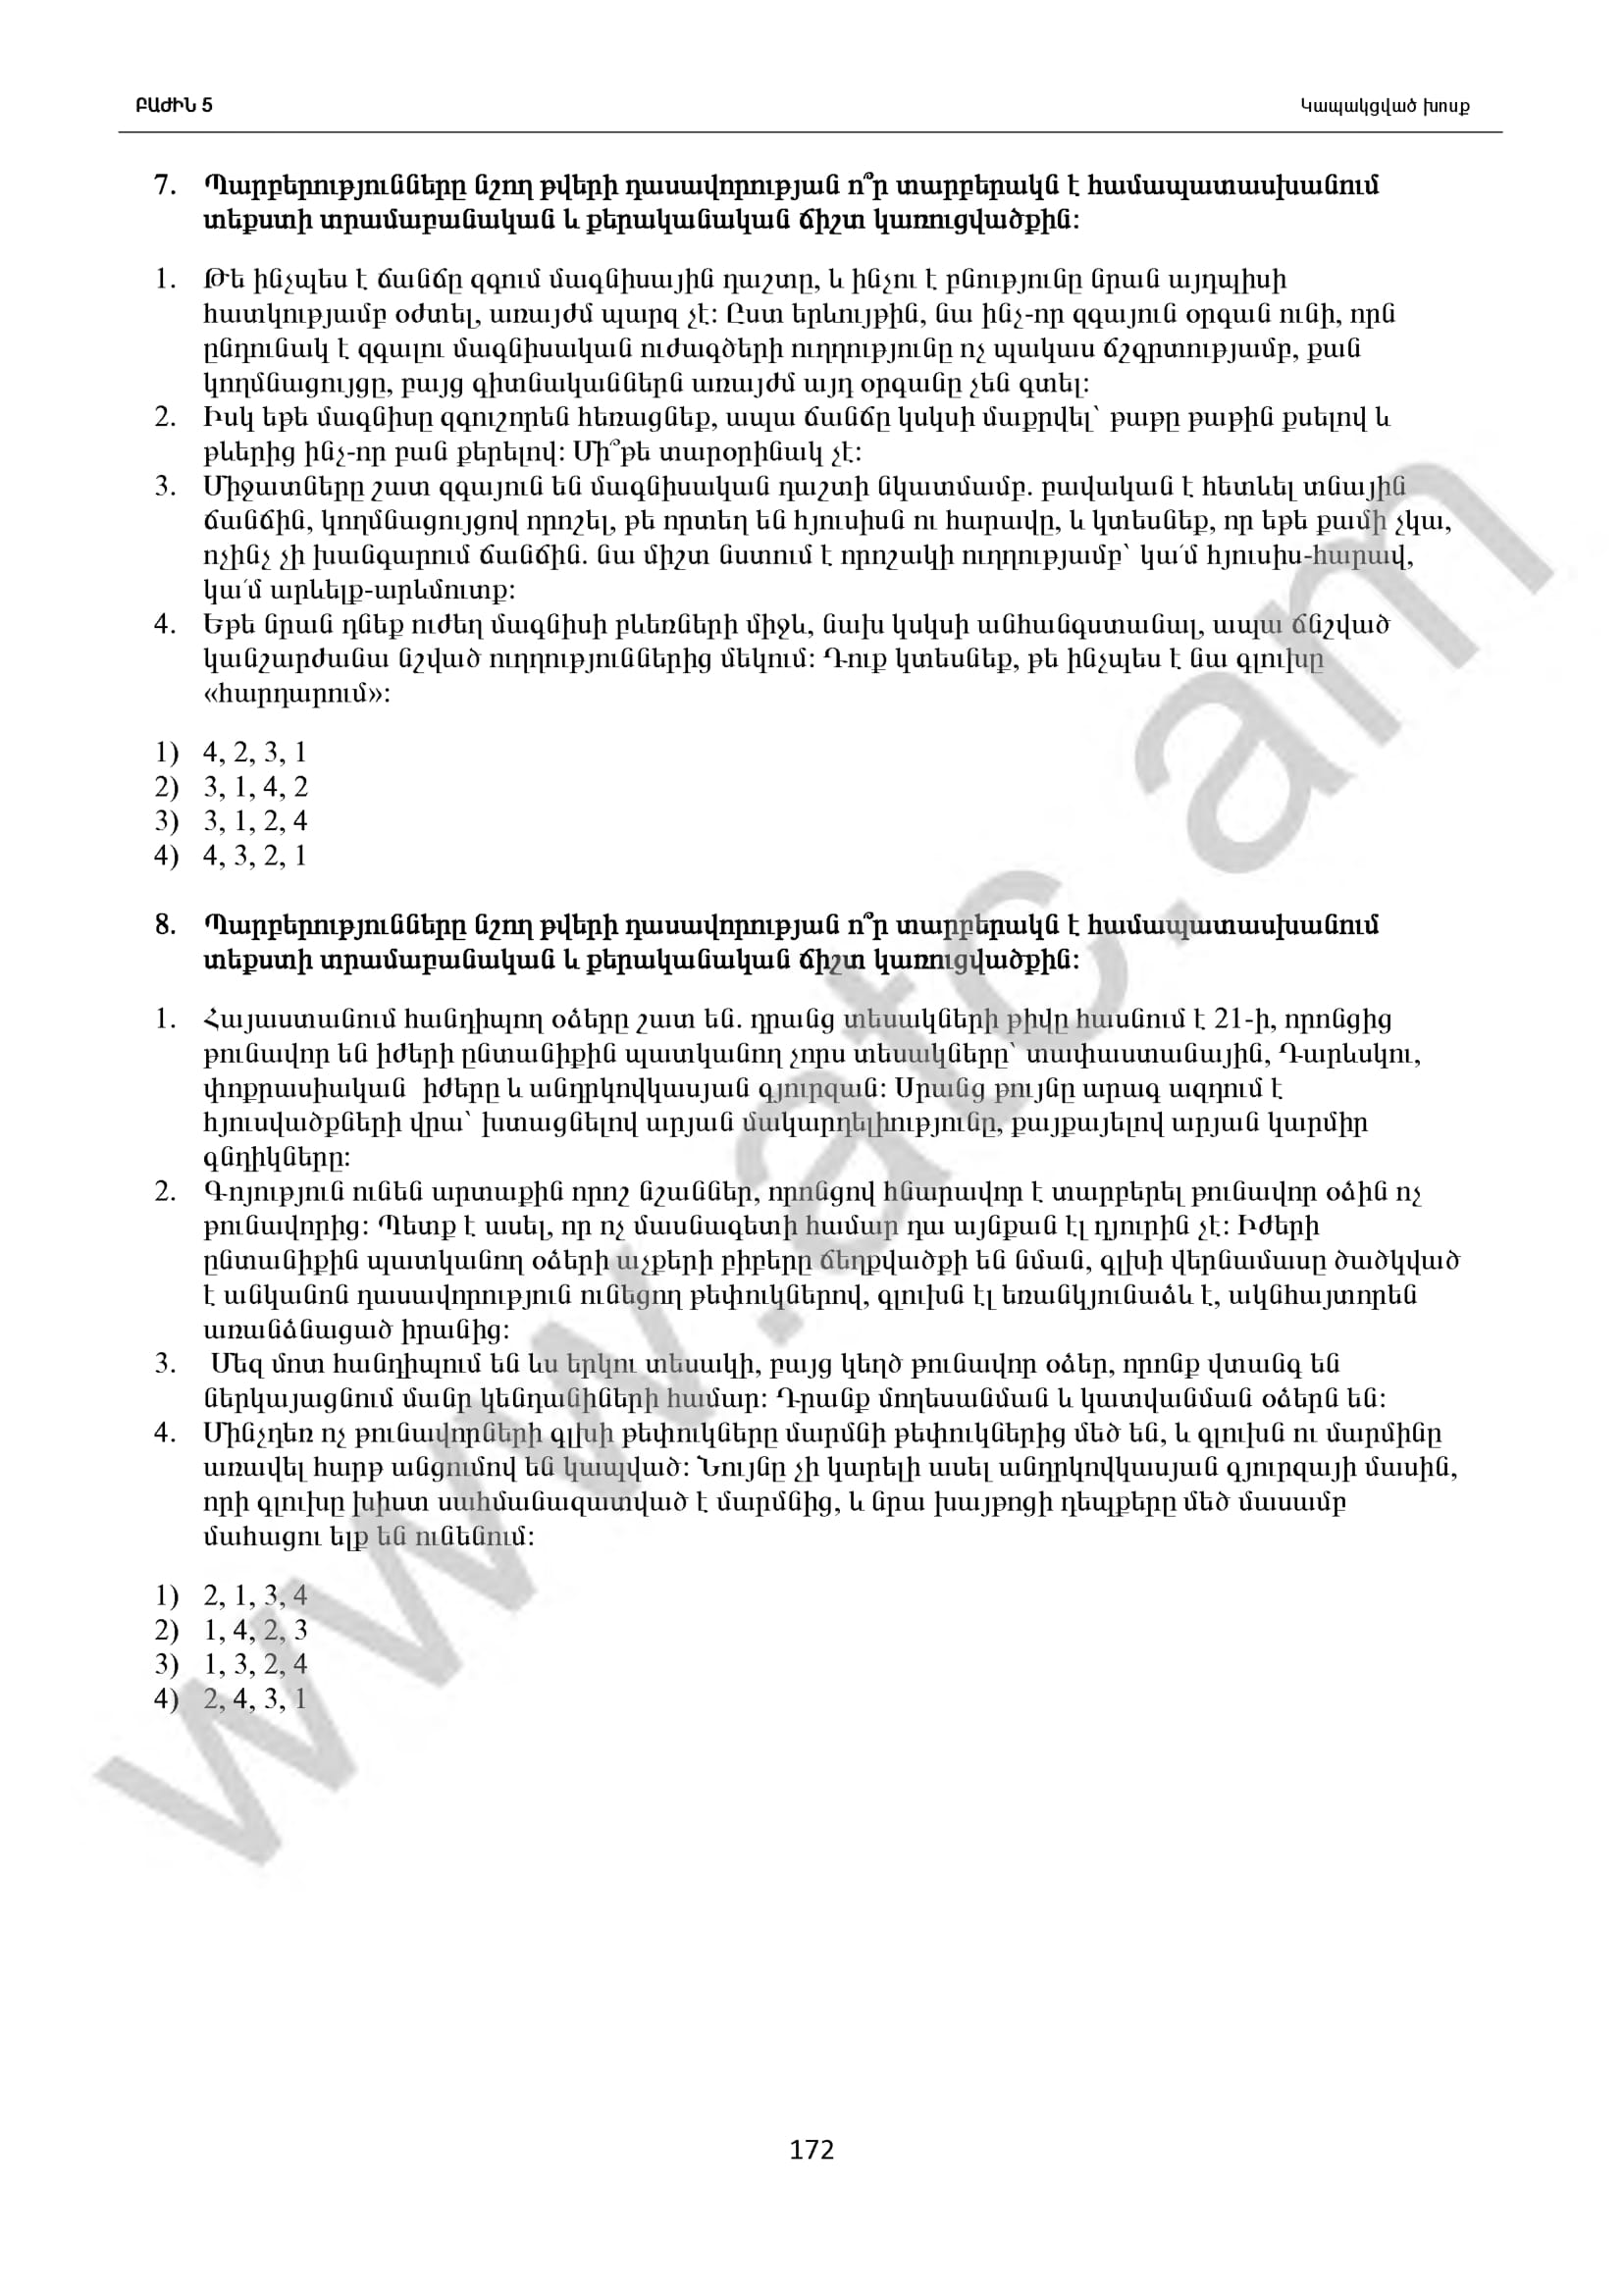 ԲԱԺԻՆ 5 Կապակցված խոսք
7. Պարբերությունները նշող թվերի դասավորության ո՞ր տարբերակն է համապատասխանում
տեքստի տրամաբանական և քերականական ճիշտ կառուցվածքին:
1. Թե ինչպես է ճանճը զգում մագնիսային դաշտը, և ինչու է բնությունը նրան այդպիսի
հատկությամբ օժտել, առայժմ պարզ չէ: Ըստ երևույթին, նա ինչ-որ զգայուն օրգան ունի, որն
ընդունակ է զգալու մագնիսական ուժագծերի ուղղությունը ոչ պակաս ճշգրտությամբ, քան
կողմնացույցը, բայց գիտնականներն առայժմ այդ օրգանը չեն գտել:
2. Իսկ եթե մագնիսը զգուշորեն հեռացնեք, ապա ճանճը կսկսի մաքրվել՝ թաթը թաթին քսելով և
թևերից ինչ-որ բան քերելով: Մի՞թե տարօրինակ չէ:
3. Միջատները շատ զգայուն են մագնիսական դաշտի նկատմամբ. բավական է հետևել տնային
ճանճին, կողմնացույցով որոշել, թե որտեղ են հյուսիսն ու հարավը, և կտեսնեք, որ եթե քամի չկա,
ոչինչ չի խանգարում ճանճին. նա միշտ նստում է որոշակի ուղղությամբ՝ կա՛մ հյուսիս-հարավ,
կա՛մ արևելք-արևմուտք:
4. Եթե նրան դնեք ուժեղ մագնիսի բևեռների միջև, նախ կսկսի անհանգստանալ, ապա ճնշված
կանշարժանա նշված ուղղություններից մեկում: Դուք կտեսնեք, թե ինչպես է նա գլուխը
«հարդարում»:
1) 4, 2, 3, 1
2) 3, 1, 4, 2
3) 3, 1, 2, 4
4) 4, 3, 2, 1
8. Պարբերությունները նշող թվերի դասավորության ո՞ր տարբերակն է համապատասխանում
տեքստի տրամաբանական և քերականական ճիշտ կառուցվածքին:
1. Հայաստանում հանդիպող օձերը շատ են. դրանց տեսակների թիվը հասնում է 21-ի, որոնցից
թունավոր են իժերի ընտանիքին պատկանող չորս տեսակները՝ տափաստանային, Դարևսկու,
փոքրասիական իժերը և անդրկովկասյան գյուրզան: Սրանց թույնը արագ ազդում է
հյուսվածքների վրա՝ խտացնելով արյան մակարդելիությունը, քայքայելով արյան կարմիր
գնդիկները:
2. Գոյություն ունեն արտաքին որոշ նշաններ, որոնցով հնարավոր է տարբերել թունավոր օձին ոչ
թունավորից: Պետք է ասել, որ ոչ մասնագետի համար դա այնքան էլ դյուրին չէ: Իժերի
ընտանիքին պատկանող օձերի աչքերի բիբերը ճեղքվածքի են նման, գլխի վերնամասը ծածկված
է անկանոն դասավորություն ունեցող թեփուկներով, գլուխն էլ եռանկյունաձև է, ակնհայտորեն
առանձնացած իրանից:
3. Մեզ մոտ հանդիպում են ևս երկու տեսակի, բայց կեղծ թունավոր օձեր, որոնք վտանգ են
ներկայացնում մանր կենդանիների համար: Դրանք մողեսանման և կատվանման օձերն են:
4. Մինչդեռ ոչ թունավորների գլխի թեփուկները մարմնի թեփուկներից մեծ են, և գլուխն ու մարմինը
առավել հարթ անցումով են կապված: Նույնը չի կարելի ասել անդրկովկասյան գյուրզայի մասին,
որի գլուխը խիստ սահմանազատված է մարմնից, և նրա խայթոցի դեպքերը մեծ մասամբ
մահացու ելք են ունենում:
1) 2, 1, 3, 4
2) 1, 4, 2, 3
3) 1, 3, 2, 4
4) 2, 4, 3, 1
www.atc.am
172